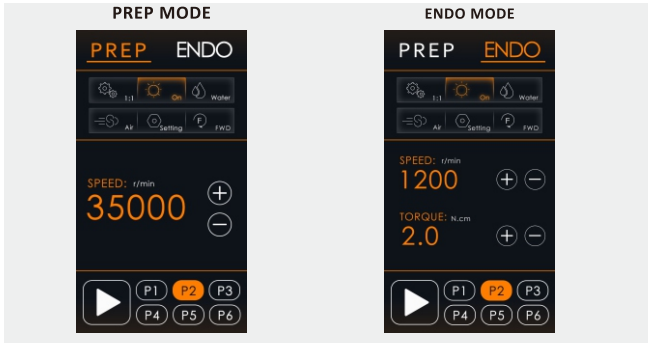 PREP MODE
PREP ENDO
1:1 On Water
Air Setting F FWD
SPEED: r/min
35000
P1 P2 P3
P4 P5 P6
ENDO MODE
PREP ENDO
1:1 On Water
Air Setting F FWD
SPEED: r/min
1200
TORQUE: N.cm
2.0
P1 P2 P3
P4 P5 P6